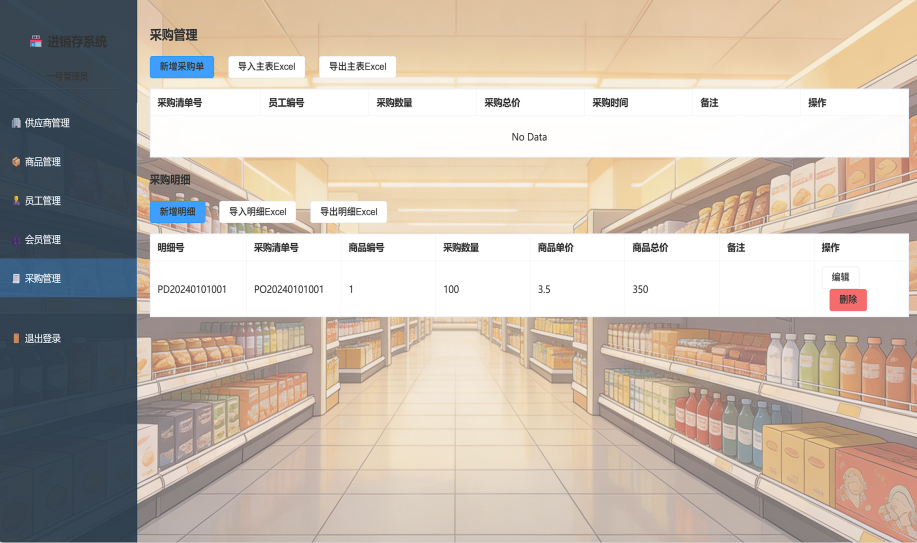 进销存系统
一号管理员
供应商管理
商品管理
员工管理
会员管理
采购管理
退出登录
采购管理
新增采购单 导入主表Excel 导出主表Excel
采购清单号 员工编号 采购数量 采购总价 采购时间 备注 操作
No Data
采购明细
新增明细 导入明细Excel 导出明细Excel
明细号 采购清单号 商品编号 采购数量 商品单价 商品总价 备注 操作
PD20240101001 PO20240101001 1 100 3.5 350 编辑
删除